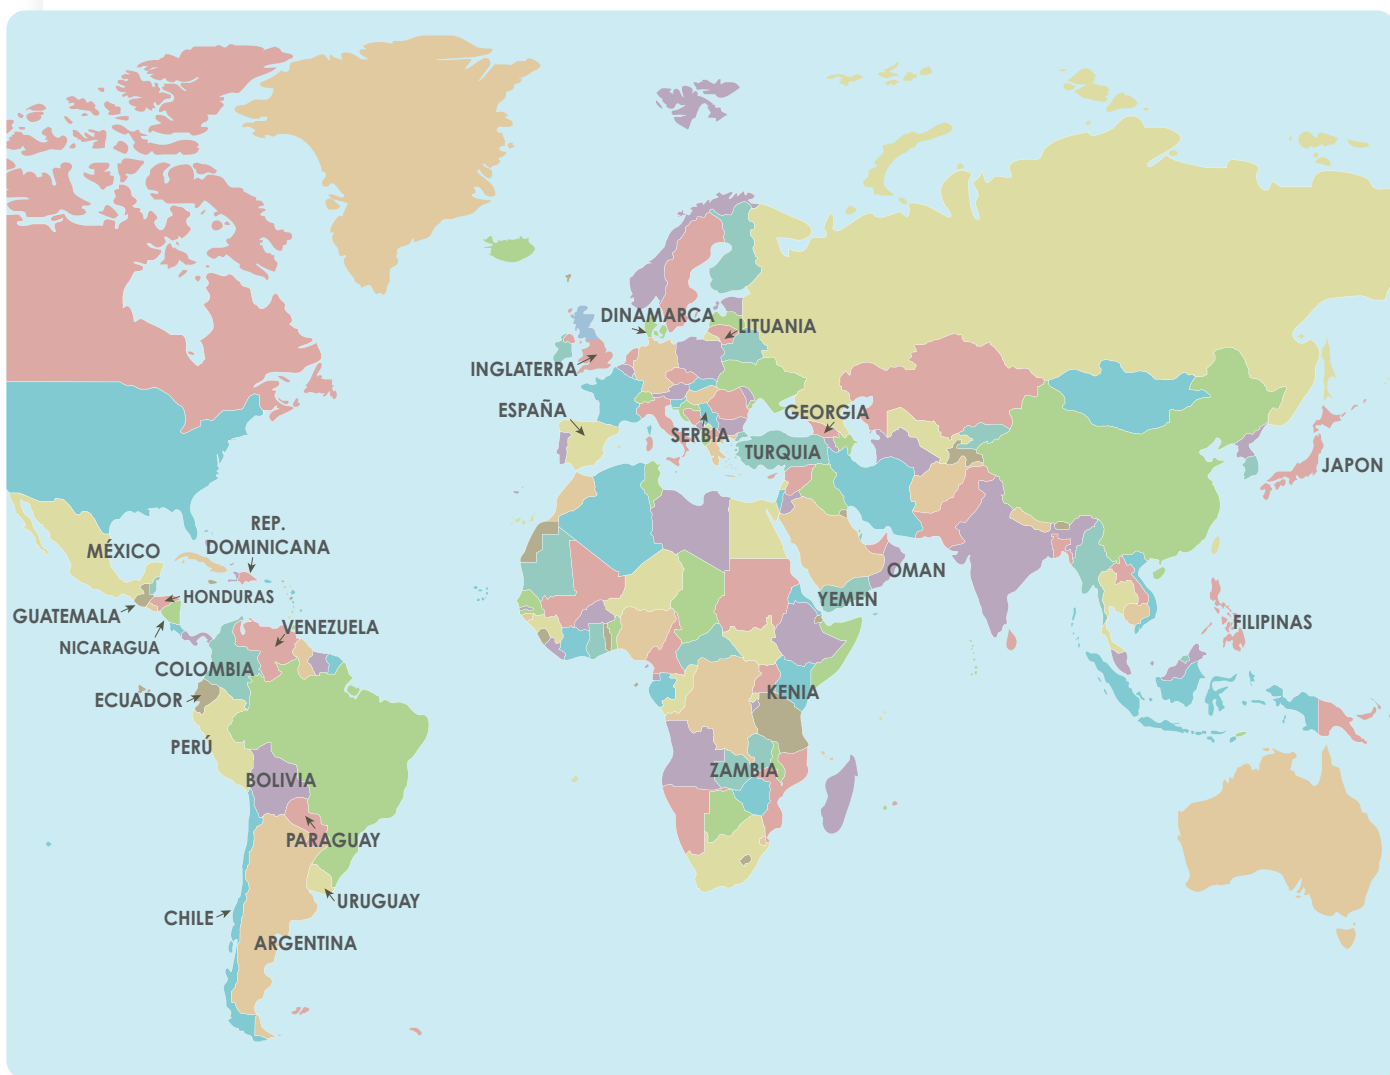 DINAMARCA
LITUANIA
INGLATERRA
ESPAÑA
GEORGIA
SERBIA
TURQUIA
JAPON
REP.
DOMINICANA
MÉXICO
OMAN
HONDURAS
YEMEN
GUATEMALA
FILIPINAS
VENEZUELA
NICARAGUA
COLOMBIA
KENIA
ECUADOR
PERÚ
ZAMBIA
BOLIVIA
PARAGUAY
URUGUAY
CHILE
ARGENTINA